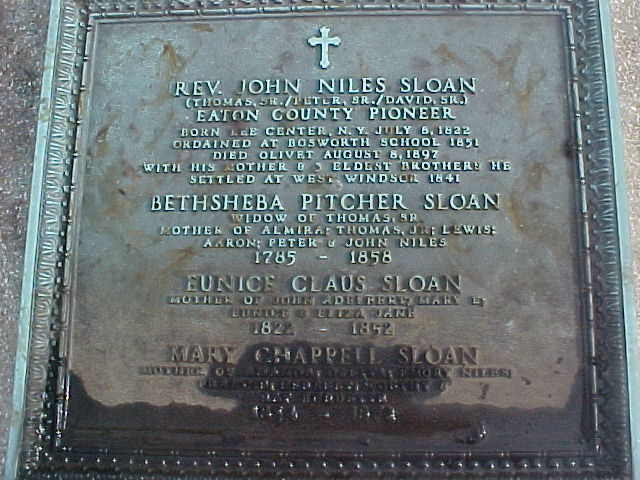 REV. JOHN NILES SLOAN
(THOMAS, SR./PETER, SR./DAVID, SR.)
EATON COUNTY PIONEER
BORN LEE CENTER, N.Y. JULY 8, 1822
ORDAINED AT BOSWORTH SCHOOL 1851
DIED OLIVET AUGUST 8, 1897
WITH HIS MOTHER & 3 ELDEST BROTHERS HE
SETTLED AT WEST WINDSOR 1841
BETHSHEBA PITCHER SLOAN
WIDOW OF THOMAS, SR.
MOTHER OF ALMIRA; THOMAS, JR; LEWIS;
AARON; PETER & JOHN NILES
1785 - 1858
EUNICE CLAUS SLOAN
MOTHER OF JOHN ADELBERT, MARY E;
EUNICE & ELIZA JANE
1822 - 1852
MARY CHAPPELL SLOAN
MOTHER OF NILES;